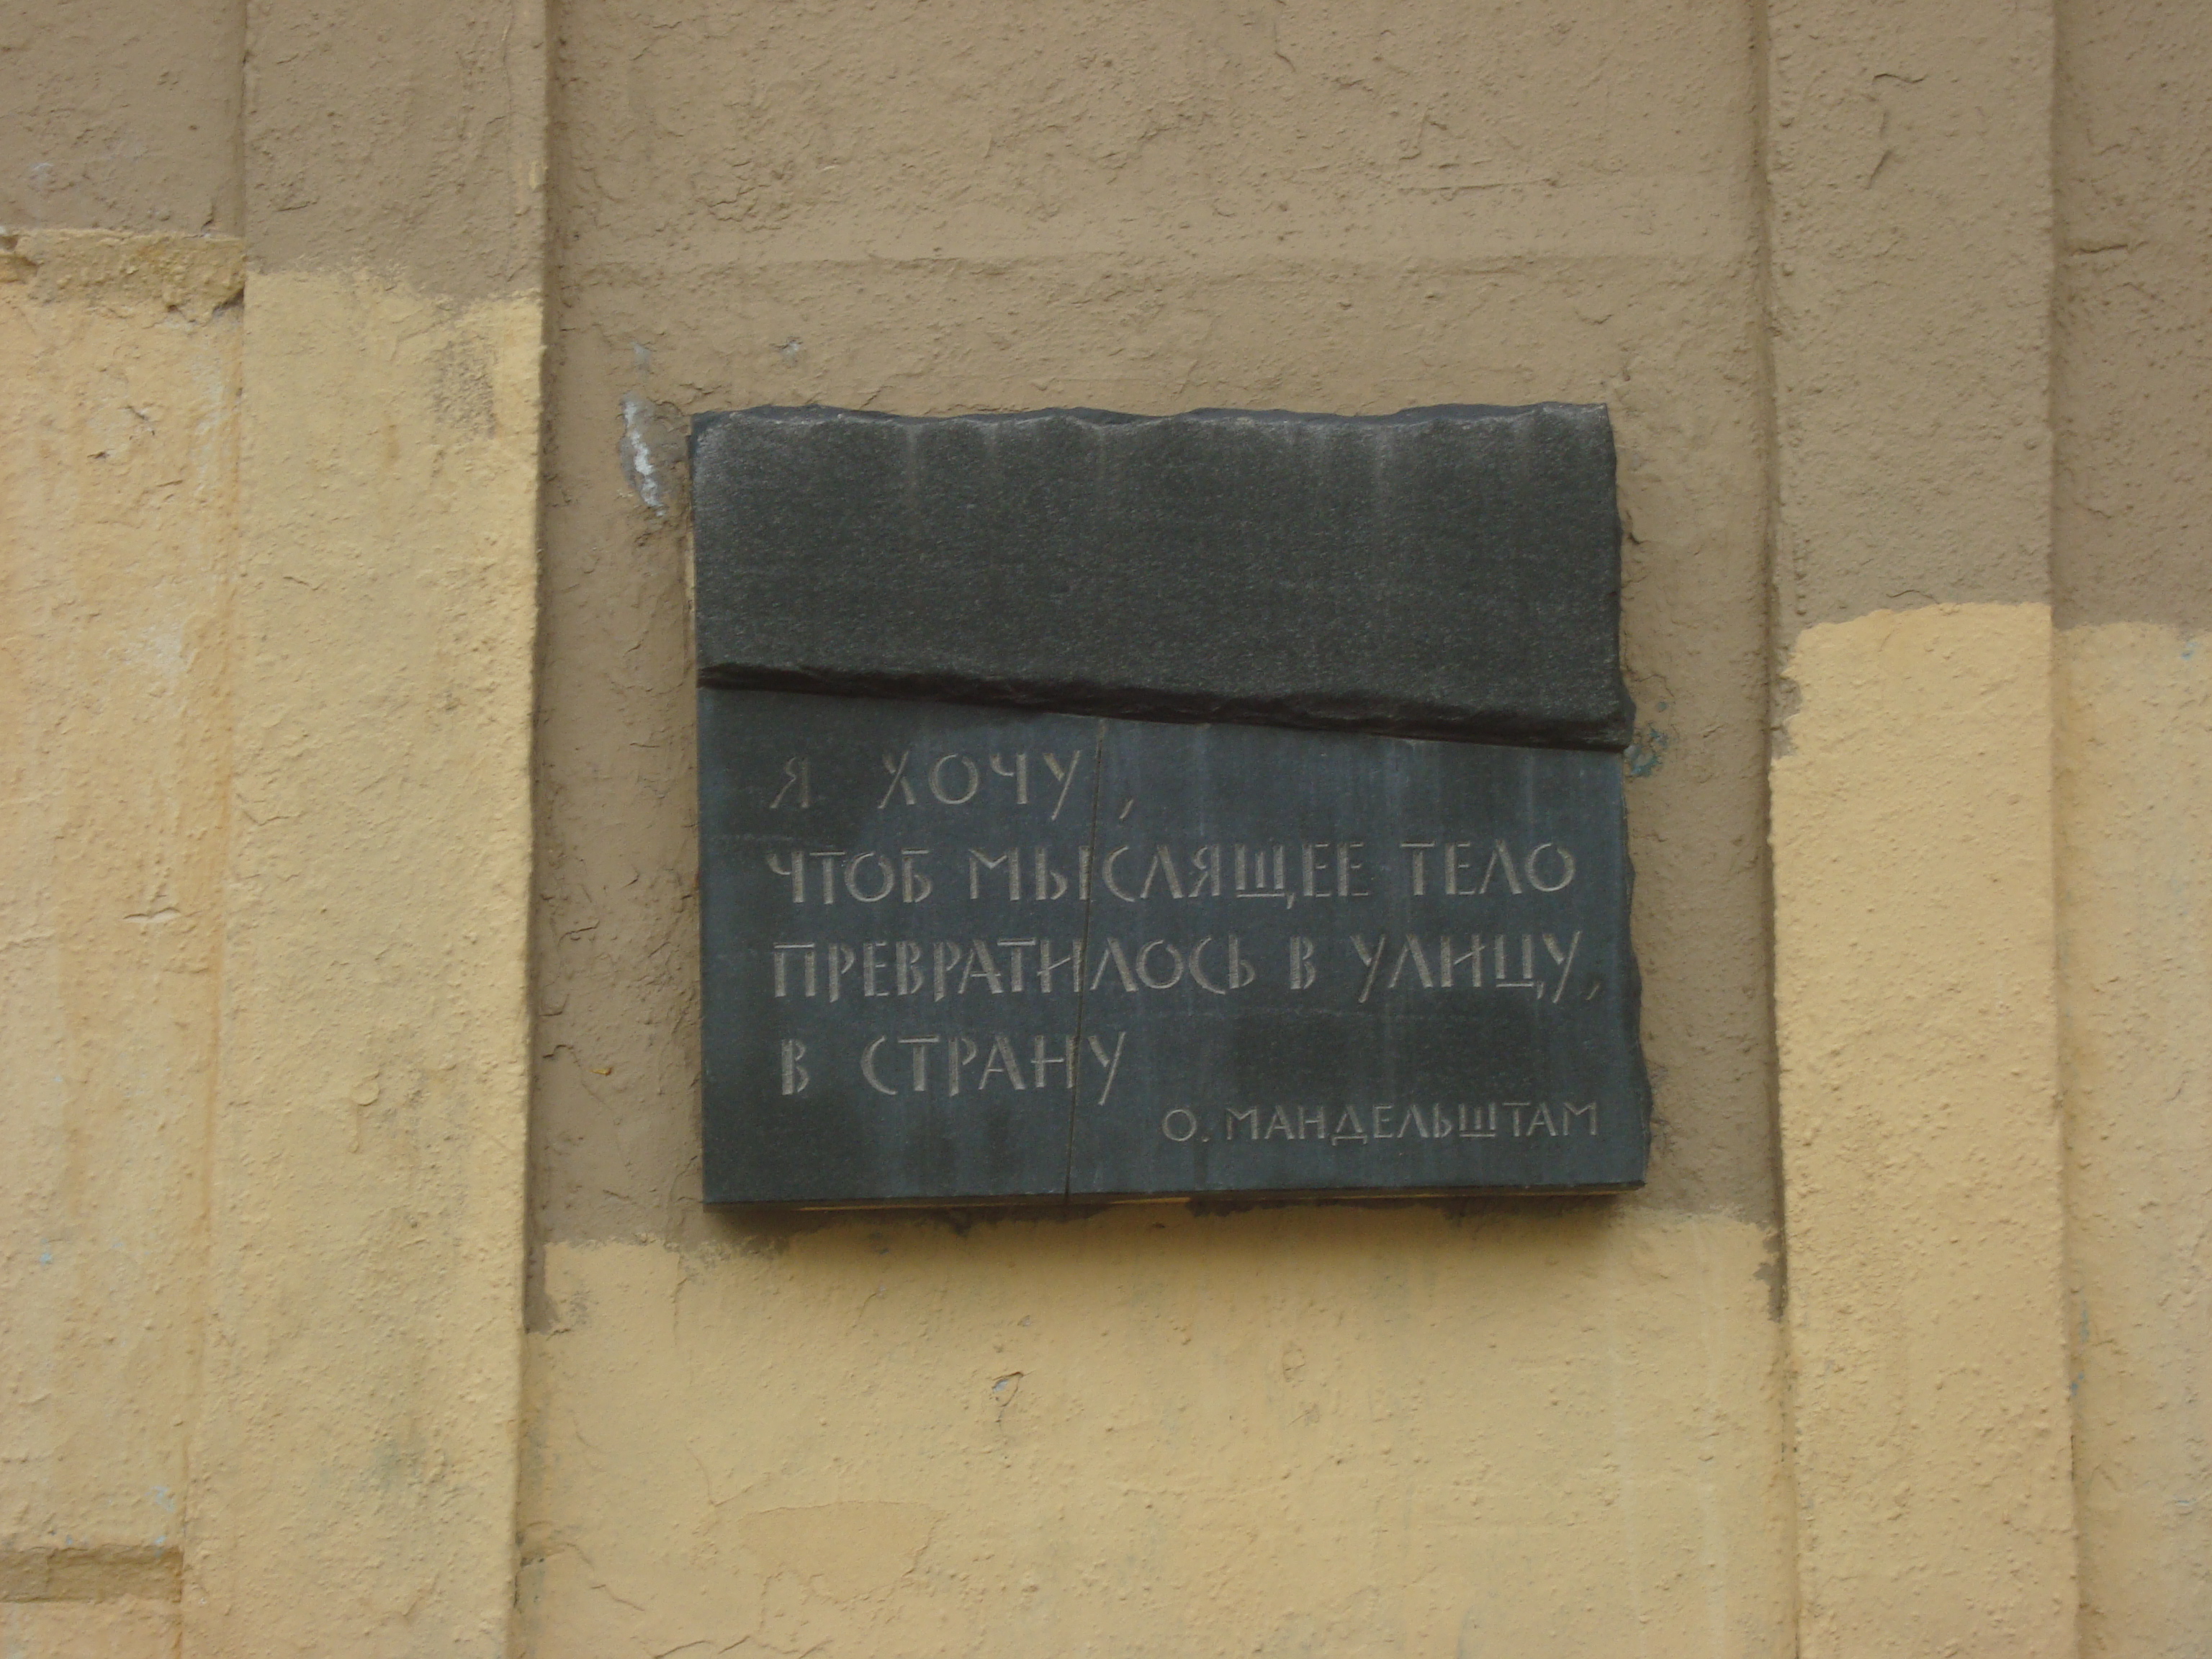 Я ХОЧУ,
ЧТОБ МЫСЛЯЩЕЕ ТЕЛО
ПРЕВРАТИЛОСЬ В УЛИЦУ,
В СТРАНУ
О. МАНДЕЛЬШТАМ